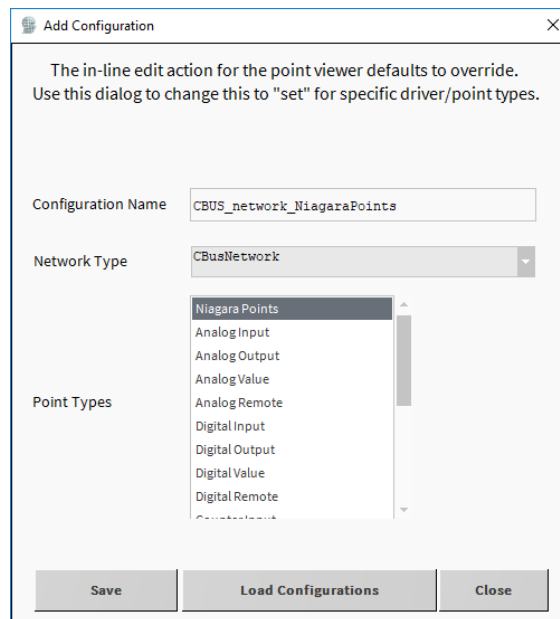 Add Configuration
The in-line edit action for the point viewer defaults to override.
Use this dialog to change this to "set" for specific driver/point types.
Configuration Name
CBUS_network_NiagaraPoints
Network Type
CBusNetwork
Point Types
Niagara Points
Analog Input
Analog Output
Analog Value
Analog Remote
Digital Input
Digital Output
Digital Value
Digital Remote
Counter Input
Save
Load Configurations
Close